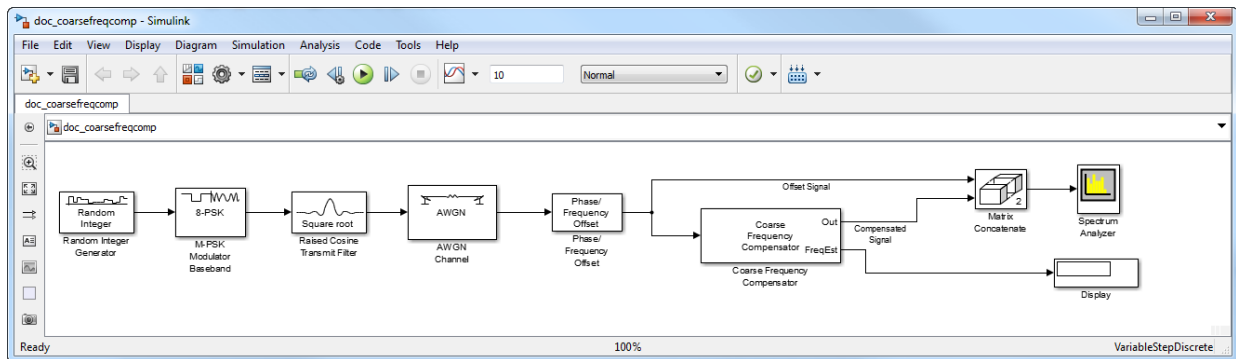 doc_coarsefreqcomp - Simulink
File Edit View Display Diagram Simulation Analysis Code Tools Help
10 Normal
doc_coarsefreqcomp
doc_coarsefreqcomp
Random
Integer
Random Integer
Generator
8-PSK
M-PSK
Modulator
Baseband
Square root
Raised Cosine
Transmit Filter
AWGN
AWGN
Channel
Phase/
Frequency
Offset
Phase/
Frequency
Offset
Offset Signal
Coarse
Frequency
Compensator
Out
FreqEst
Coarse Frequency
Compensator
Compensated
Signal
2
Matrix
Concatenate
Spectrum
Analyzer
Display
Ready 100% VariableStepDiscrete